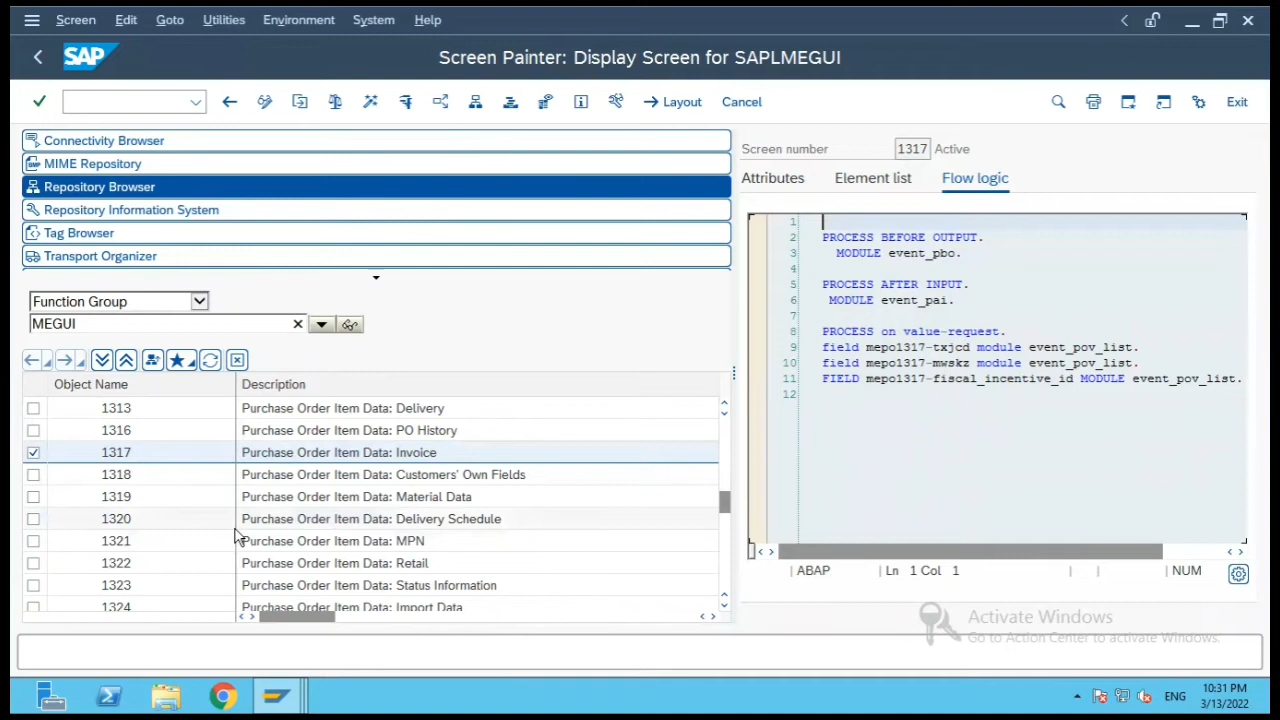 Screen Edit Goto Utilities Environment System Help
SAP Screen Painter: Display Screen for SAPLMEGUI
Layout Cancel Exit
Connectivity Browser
MIME Repository
Repository Browser
Repository Information System
Tag Browser
Transport Organizer
Function Group
MEGUI
Object Name Description
1313 Purchase Order Item Data: Delivery
1316 Purchase Order Item Data: PO History
1317 Purchase Order Item Data: Invoice
1318 Purchase Order Item Data: Customers' Own Fields
1319 Purchase Order Item Data: Material Data
1320 Purchase Order Item Data: Delivery Schedule
1321 Purchase Order Item Data: MPN
1322 Purchase Order Item Data: Retail
1323 Purchase Order Item Data: Status Information
1324 Purchase Order Item Data: Import Data
Screen number 1317 Active
Attributes Element list Flow logic
1
2 PROCESS BEFORE OUTPUT.
3 MODULE event_pbo.
4
5 PROCESS AFTER INPUT.
6 MODULE event_pai.
7
8 PROCESS on value-request.
9 field mepo1317-txjcd module event_pov_list.
10 field mepo1317-mwskz module event_pov_list.
11 FIELD mepo1317-fiscal_incentive_id MODULE event_pov_list.
12
ABAP Ln 1 Col 1 NUM
Activate Windows
Go to Action Center to activate Windows.
ENG 10:31 PM
3/13/2022